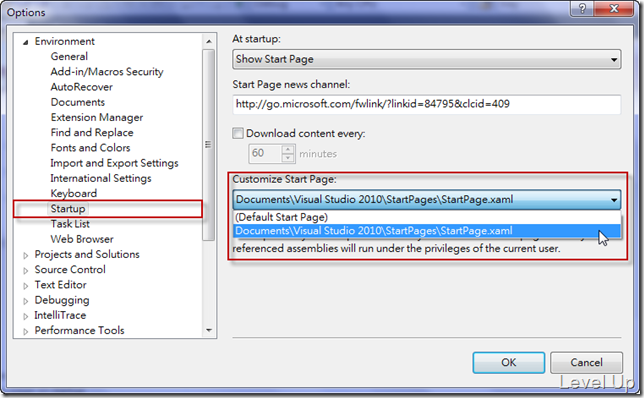 Options
Environment
General
Add-in/Macros Security
AutoRecover
Documents
Extension Manager
Find and Replace
Fonts and Colors
Import and Export Settings
International Settings
Keyboard
Startup
Task List
Web Browser
Projects and Solutions
Source Control
Text Editor
Debugging
IntelliTrace
Performance Tools
At startup:
Show Start Page
Start Page news channel:
http://go.microsoft.com/fwlink/?linkid=84795&clcid=409
Download content every:
60 minutes
Customize Start Page:
Documents\Visual Studio 2010\StartPages\StartPage.xaml
(Default Start Page)
Documents\Visual Studio 2010\StartPages\StartPage.xaml
referenced assemblies will run under the privileges of the current user.
OK
Cancel
Level Up